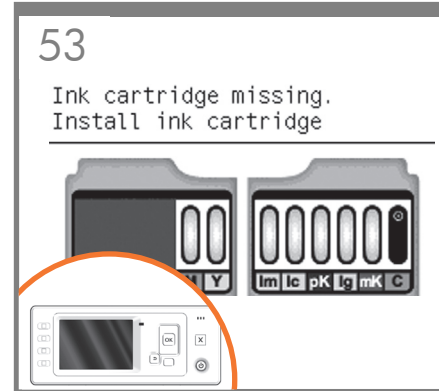 53
Ink cartridge missing.
Install ink cartridge
Y lm lc pK lg mK C
OK
X